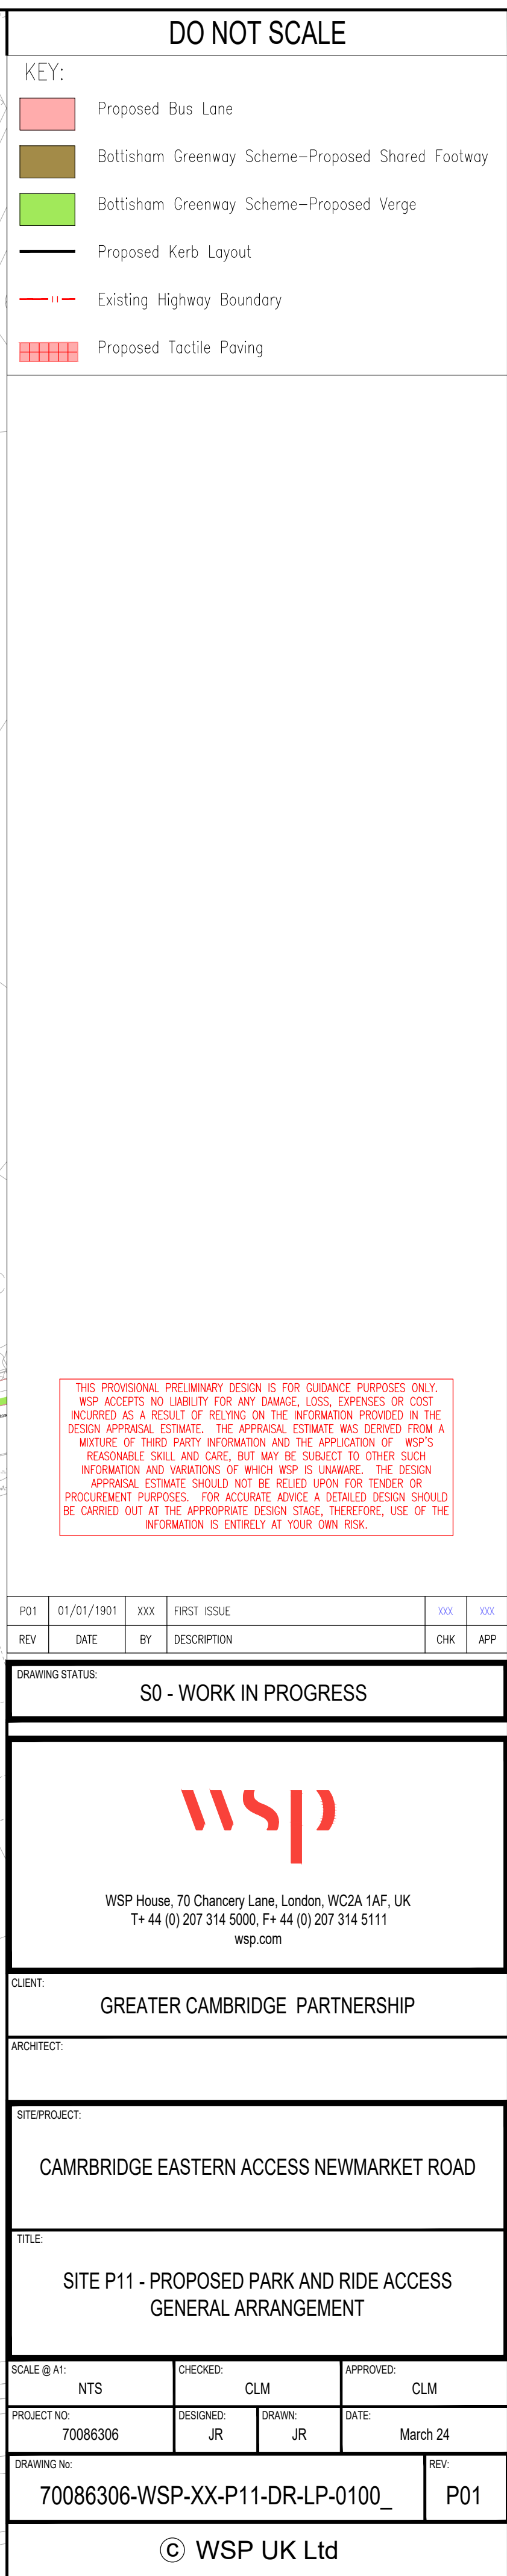 DO NOT SCALE
KEY:
Proposed Bus Lane
Bottisham Greenway Scheme-Proposed Shared Footway
Bottisham Greenway Scheme-Proposed Verge
Proposed Kerb Layout
Existing Highway Boundary
Proposed Tactile Paving
THIS PROVISIONAL PRELIMINARY DESIGN IS FOR GUIDANCE PURPOSES ONLY.
WSP ACCEPTS NO LIABILITY FOR ANY DAMAGE, LOSS, EXPENSES OR COST
INCURRED AS A RESULT OF RELYING ON THE INFORMATION PROVIDED IN THE
DESIGN APPRAISAL ESTIMATE. THE APPRAISAL ESTIMATE WAS DERIVED FROM A
MIXTURE OF THIRD PARTY INFORMATION AND THE APPLICATION OF WSP'S
REASONABLE SKILL AND CARE, BUT MAY BE SUBJECT TO OTHER SUCH
INFORMATION AND VARIATIONS OF WHICH WSP IS UNAWARE. THE DESIGN
APPRAISAL ESTIMATE SHOULD NOT BE RELIED UPON FOR TENDER OR
PROCUREMENT PURPOSES. FOR ACCURATE ADVICE A DETAILED DESIGN SHOULD
BE CARRIED OUT AT THE APPROPRIATE DESIGN STAGE, THEREFORE, USE OF THE
INFORMATION IS ENTIRELY AT YOUR OWN RISK.
P01 01/01/1901 XXX FIRST ISSUE XXX XXX
REV DATE BY DESCRIPTION CHK APP
DRAWING STATUS:
S0 - WORK IN PROGRESS
wsp
WSP House, 70 Chancery Lane, London, WC2A 1AF, UK
T+ 44 (0) 207 314 5000, F+ 44 (0) 207 314 5111
wsp.com
CLIENT:
GREATER CAMBRIDGE PARTNERSHIP
ARCHITECT:
SITE/PROJECT:
CAMRBRIDGE EASTERN ACCESS NEWMARKET ROAD
TITLE:
SITE P11 - PROPOSED PARK AND RIDE ACCESS
GENERAL ARRANGEMENT
SCALE @ A1: CHECKED: APPROVED:
NTS CLM CLM
PROJECT NO: DESIGNED: DRAWN: DATE:
70086306 JR JR March 24
DRAWING No: REV:
70086306-WSP-XX-P11-DR-LP-0100_ P01
© WSP UK Ltd